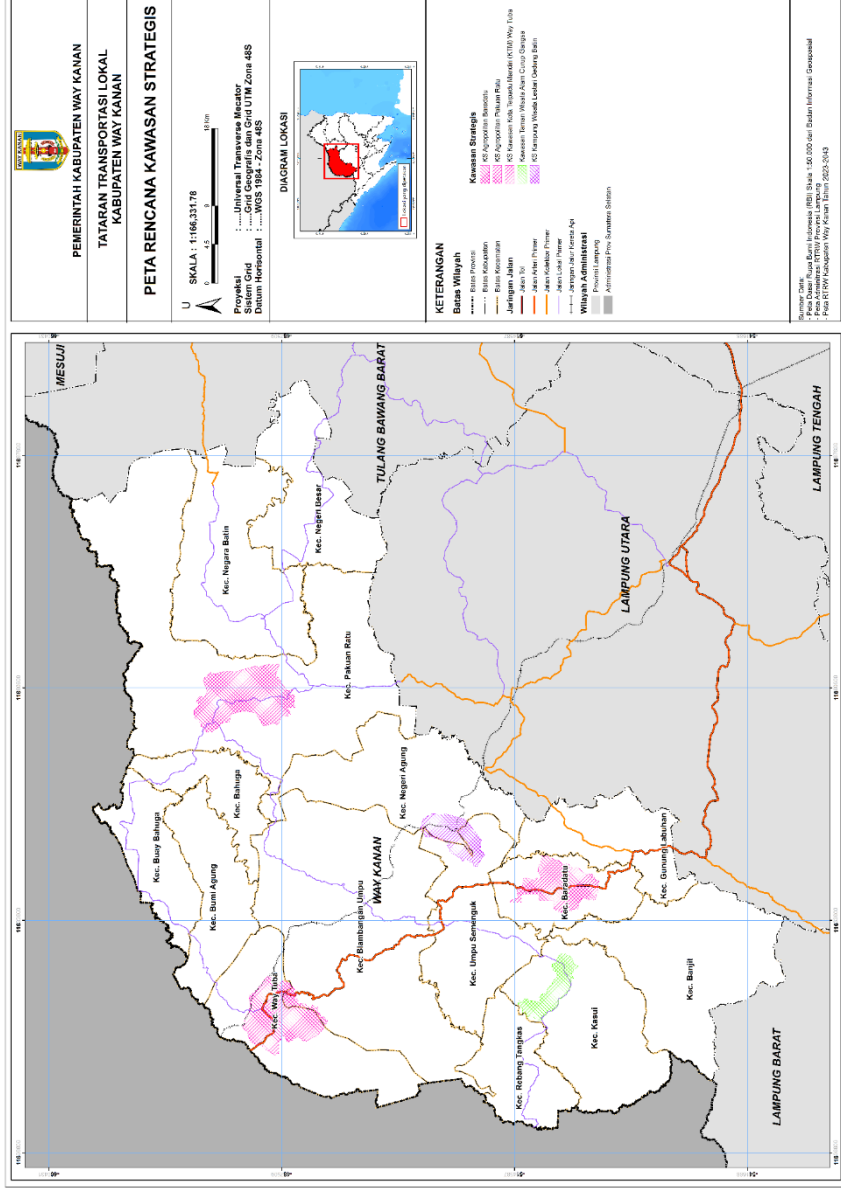 WAY KANAN
PEMERINTAH KABUPATEN WAY KANAN
TATARAN TRANSPORTASI LOKAL
KABUPATEN WAY KANAN
PETA RENCANA KAWASAN STRATEGIS
U
SKALA : 1:166,331.78
0 4.5 9 18 Km
Proyeksi : ......Universal Transverse Mecator
Sistem Grid : ......Grid Geografis dan Grid UTM Zona 48S
Datum Horisontal : ......WGS 1984 - Zona 48S
DIAGRAM LOKASI
KETERANGAN
Batas Wilayah
Batas Provinsi
Batas Kabupaten
Batas Kecamatan
Jaringan Jalan
Jalan Tol
Jalan Arteri Primer
Jalan Kolektor Primer
Jalan Lokal Primer
Jaringan Jalur Kereta Api
Wilayah Administrasi
Provinsi Lampung
Administrasi Prov Sumatera Selatan
Kawasan Strategis
KS Agropolitan Baradatu
KS Agropolitan Pakuan Ratu
KS Kawasan Kota Terpadu Mandiri (KTM) Way Tuba
Kawasan Taman Wisata Alam Curup Gangsa
KS Kampung Wisata Lestari Gedung Batin
Sumber Data:
- Peta Dasar Rupa Bumi Indonesia (RBI) Skala 1:50.000 dari Badan Informasi Geospasial
- Peta Administrasi RTRW Provinsi Lampung
- Peta RTRW Kabupaten Way Kanan Tahun 2023-2043
MESUJI
TULANG BAWANG BARAT
LAMPUNG TENGAH
LAMPUNG UTARA
LAMPUNG BARAT
WAY KANAN
Kec. Negara Batin
Kec. Negeri Besar
Kec. Pakuan Ratu
Kec. Bahuga
Kec. Buay Bahuga
Kec. Bumi Agung
Kec. Negeri Agung
Kec. Blambangan Umpu
Kec. Way Tuba
Kec. Umpu Semenguk
Kec. Baradatu
Kec. Gunung Labuhan
Kec. Rebang Tangkas
Kec. Kasui
Kec. Banjit